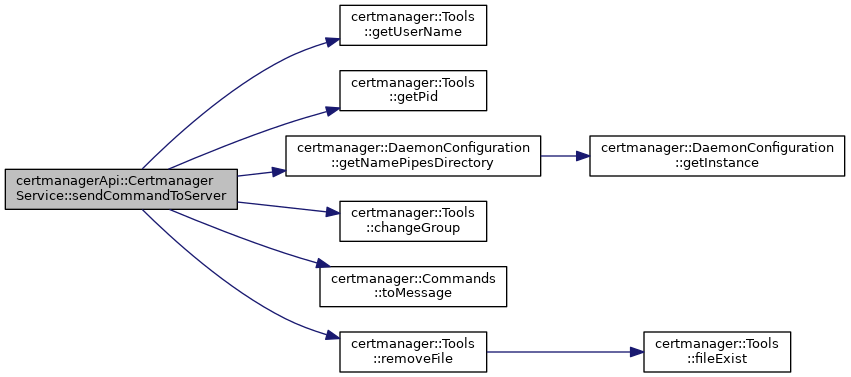 certmanager::Tools
::getUserName
certmanager::Tools
::getPid
certmanager::DaemonConfiguration
::getNamePipesDirectory
certmanager::DaemonConfiguration
::getInstance
certmanagerApi::Certmanager
Service::sendCommandToServer
certmanager::Tools
::changeGroup
certmanager::Commands
::toMessage
certmanager::Tools
::removeFile
certmanager::Tools
::fileExist